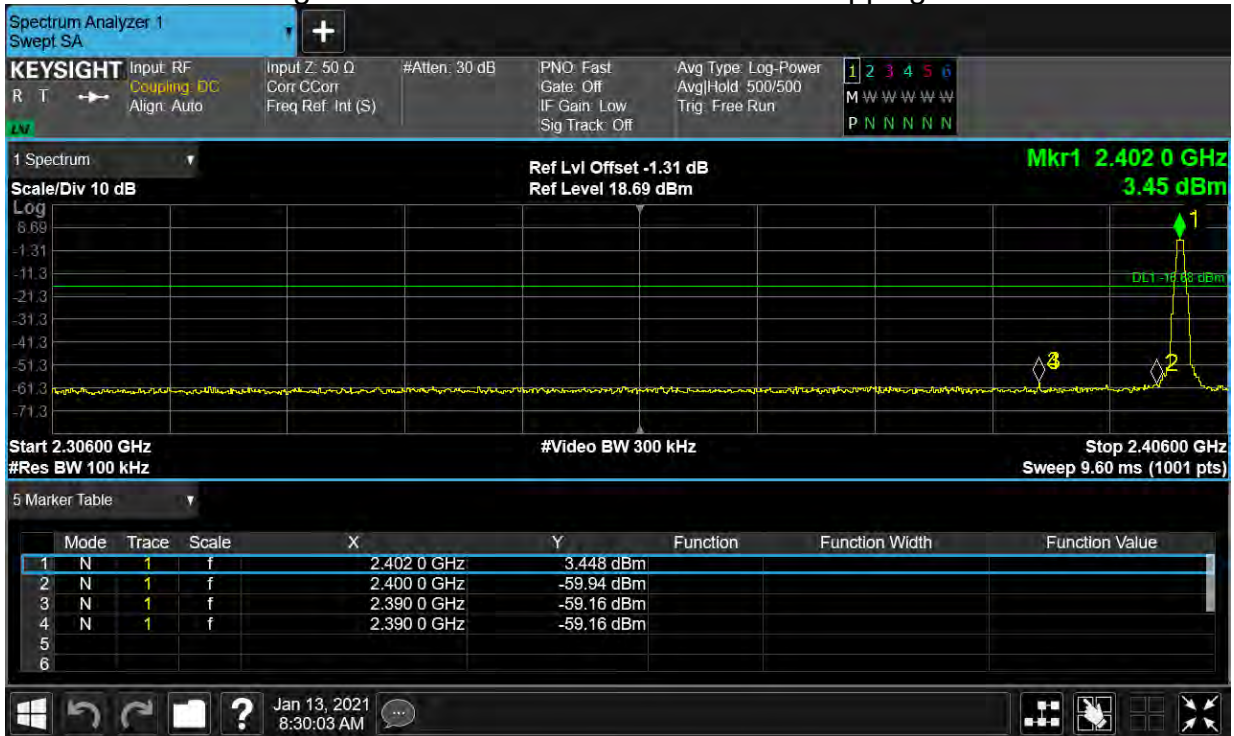 Spectrum Analyzer 1
Swept SA
+
KEYSIGHT Input: RF Input Z: 50 Ω #Atten: 30 dB PNO: Fast Avg Type: Log-Power 1 2 3 4 5 6
R T Coupling: DC Corr CCorr Gate: Off Avg|Hold: 500/500 M W W W W W
Align: Auto Freq Ref: Int (S) IF Gain: Low Trig: Free Run
Sig Track: Off P N N N N N
LXI
1 Spectrum Ref Lvl Offset -1.31 dB Mkr1 2.402 0 GHz
Scale/Div 10 dB Ref Level 18.69 dBm 3.45 dBm
Log
1
8.69
-1.31
-11.3
DL1 -16.68 dBm
-21.3
-31.3
-41.3
-51.3
2
-61.3
-71.3
Start 2.30600 GHz #Video BW 300 kHz Stop 2.40600 GHz
#Res BW 100 kHz Sweep 9.60 ms (1001 pts)
5 Marker Table
Mode Trace Scale X Y Function Function Width Function Value
1 N 1 f 2.402 0 GHz 3.448 dBm
2 N 1 f 2.400 0 GHz -59.94 dBm
3 N 1 f 2.390 0 GHz -59.16 dBm
4 N 1 f 2.390 0 GHz -59.16 dBm
5
6
?
Jan 13, 2021
8:30:03 AM